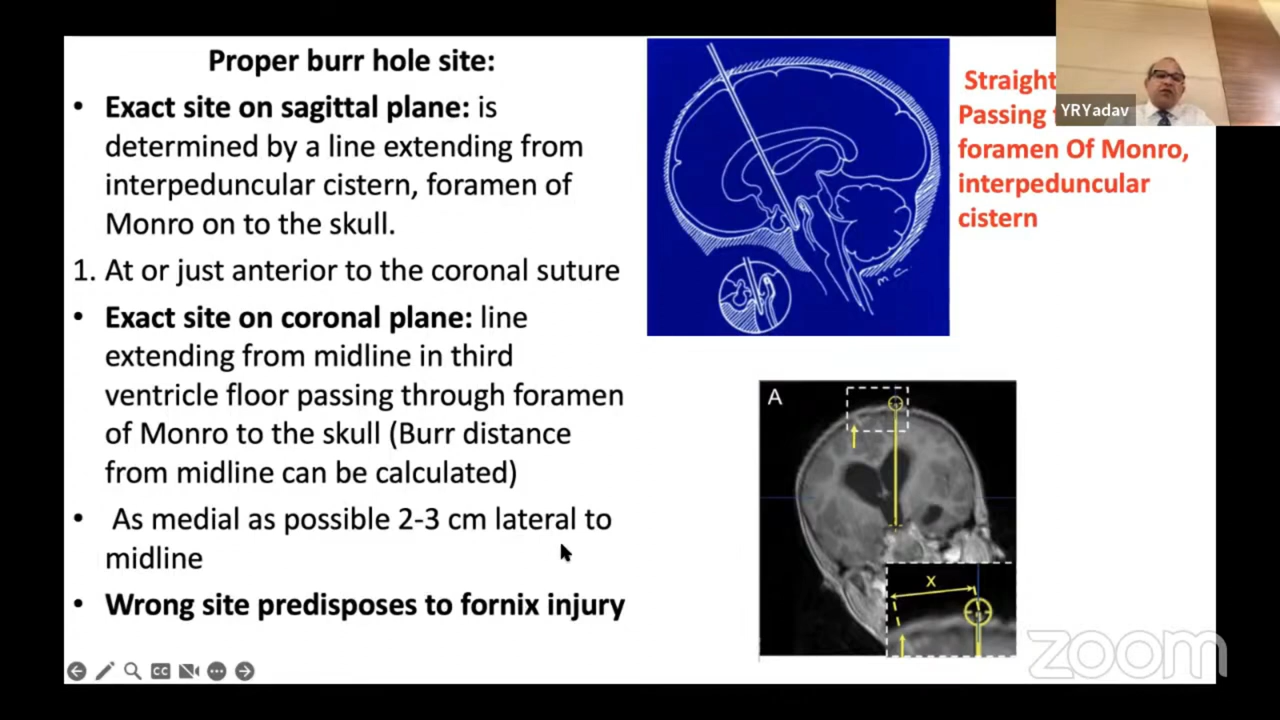 Proper burr hole site:
• Exact site on sagittal plane: is
determined by a line extending from
interpeduncular cistern, foramen of
Monro on to the skull.
1. At or just anterior to the coronal suture
• Exact site on coronal plane: line
extending from midline in third
ventricle floor passing through foramen
of Monro to the skull (Burr distance
from midline can be calculated)
• As medial as possible 2-3 cm lateral to
midline
• Wrong site predisposes to fornix injury
M.C.
Straight
Passing
foramen Of Monro,
interpeduncular
cistern
YRYadav
A
x
CC
zoom